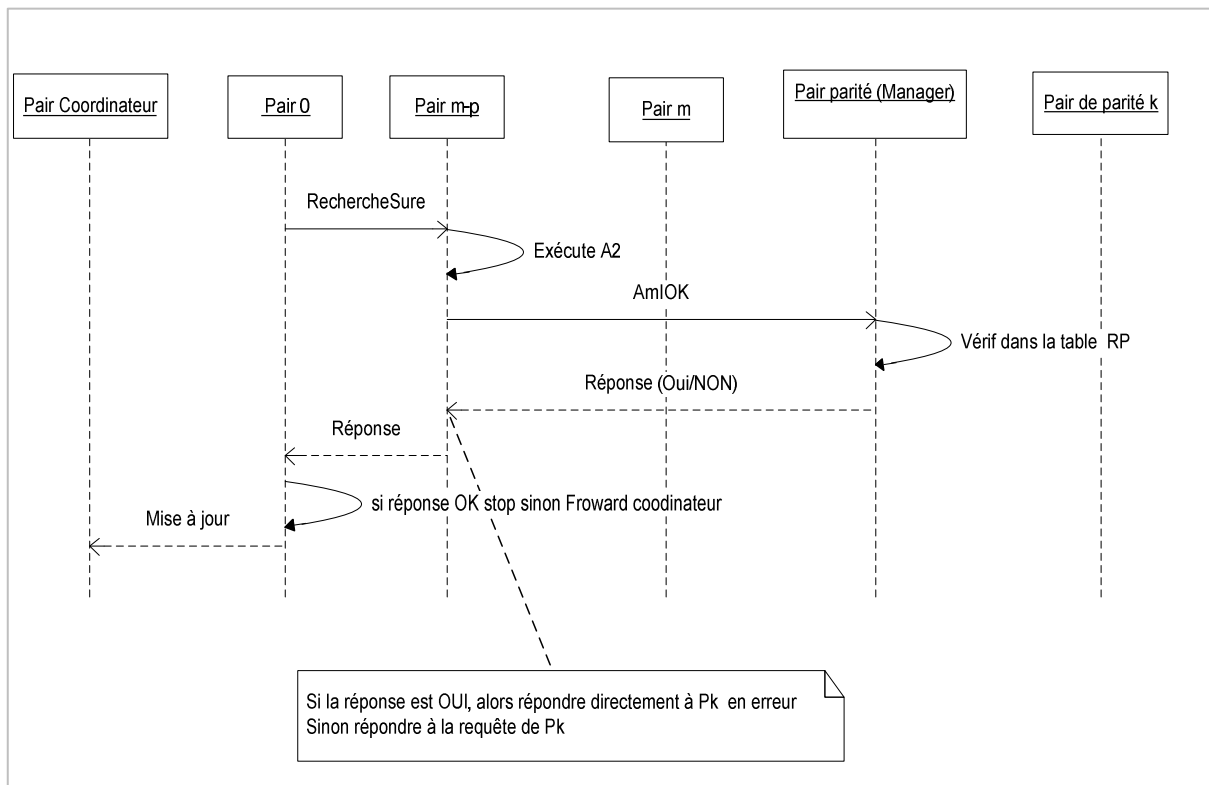 Pair Coordinateur
Pair 0
Pair m-p
Pair m
Pair parité (Manager)
Pair de parité k
RechercheSure
Exécute A2
AmIOK
Vérif dans la table RP
Réponse (Oui/NON)
Réponse
si réponse OK stop sinon Froward coodinateur
Mise à jour
Si la réponse est OUI, alors répondre directement à Pk en erreur
Sinon répondre à la requête de Pk